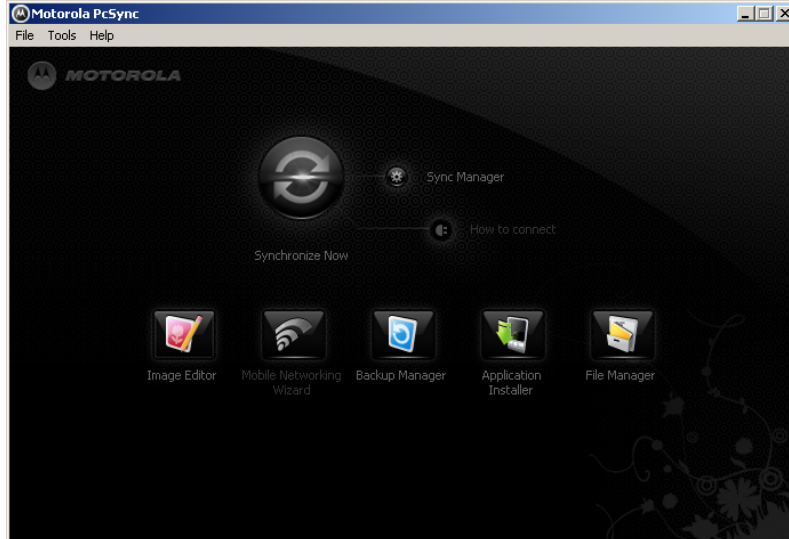 Motorola PcSync
File Tools Help
MOTOROLA
Sync Manager
How to connect
Synchronize Now
Image Editor
Mobile Networking
Wizard
Backup Manager
Application
Installer
File Manager